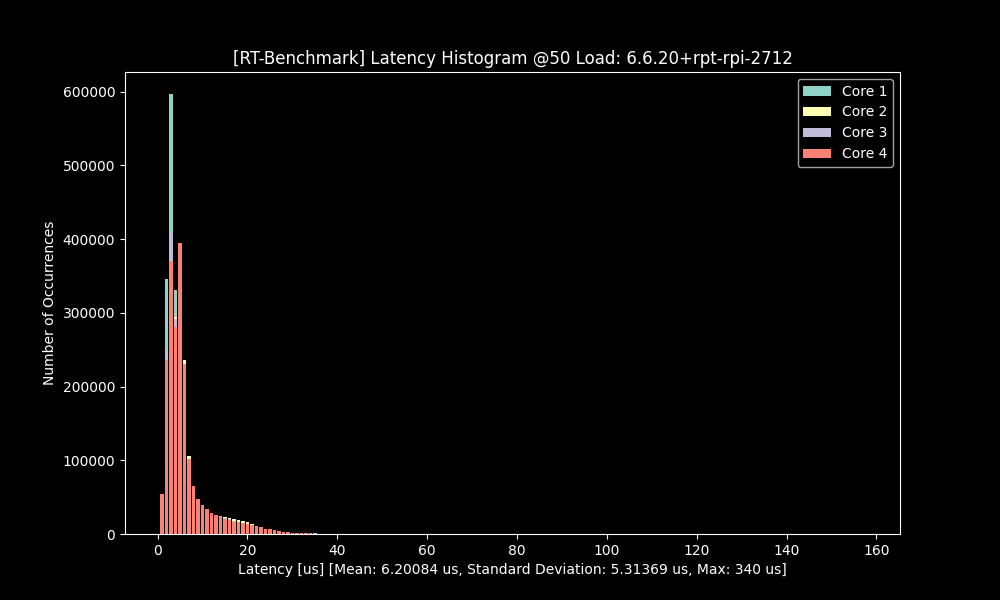 [RT-Benchmark] Latency Histogram @50 Load: 6.6.20+rpt-rpi-2712
Core 1
Core 2
Core 3
Core 4
Number of Occurrences
600000
500000
400000
300000
200000
100000
0
0 20 40 60 80 100 120 140 160
Latency [us] [Mean: 6.20084 us, Standard Deviation: 5.31369 us, Max: 340 us]